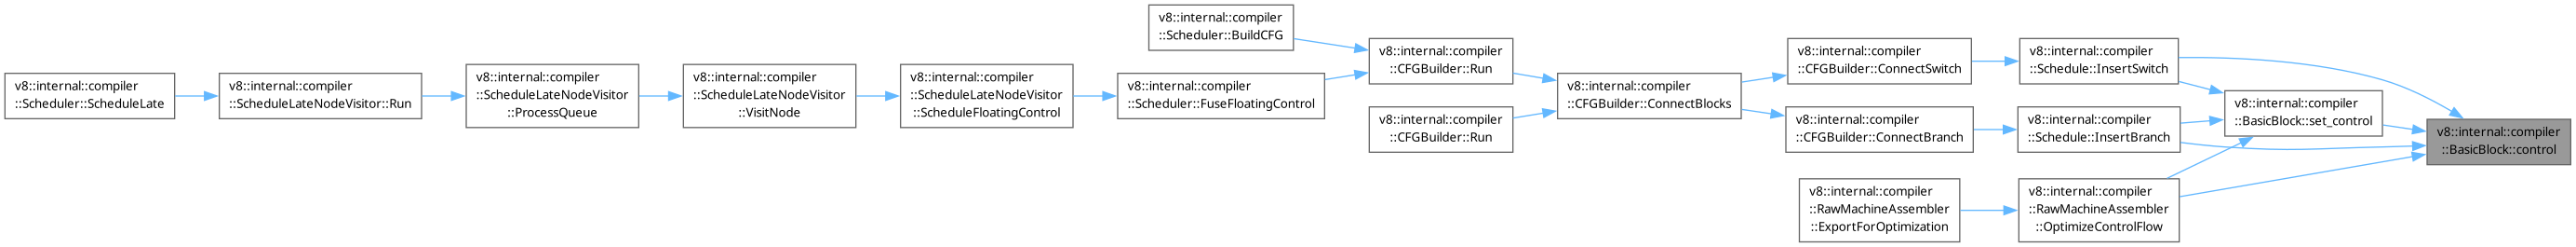 v8::internal::compiler
::Scheduler::ScheduleLate
v8::internal::compiler
::ScheduleLateNodeVisitor::Run
v8::internal::compiler
::ScheduleLateNodeVisitor
::ProcessQueue
v8::internal::compiler
::ScheduleLateNodeVisitor
::VisitNode
v8::internal::compiler
::ScheduleLateNodeVisitor
::ScheduleFloatingControl
v8::internal::compiler
::Scheduler::BuildCFG
v8::internal::compiler
::Scheduler::FuseFloatingControl
v8::internal::compiler
::CFGBuilder::Run
v8::internal::compiler
::CFGBuilder::Run
v8::internal::compiler
::CFGBuilder::ConnectBlocks
v8::internal::compiler
::CFGBuilder::ConnectSwitch
v8::internal::compiler
::CFGBuilder::ConnectBranch
v8::internal::compiler
::RawMachineAssembler
::ExportForOptimization
v8::internal::compiler
::Schedule::InsertSwitch
v8::internal::compiler
::Schedule::InsertBranch
v8::internal::compiler
::RawMachineAssembler
::OptimizeControlFlow
v8::internal::compiler
::BasicBlock::set_control
v8::internal::compiler
::BasicBlock::control